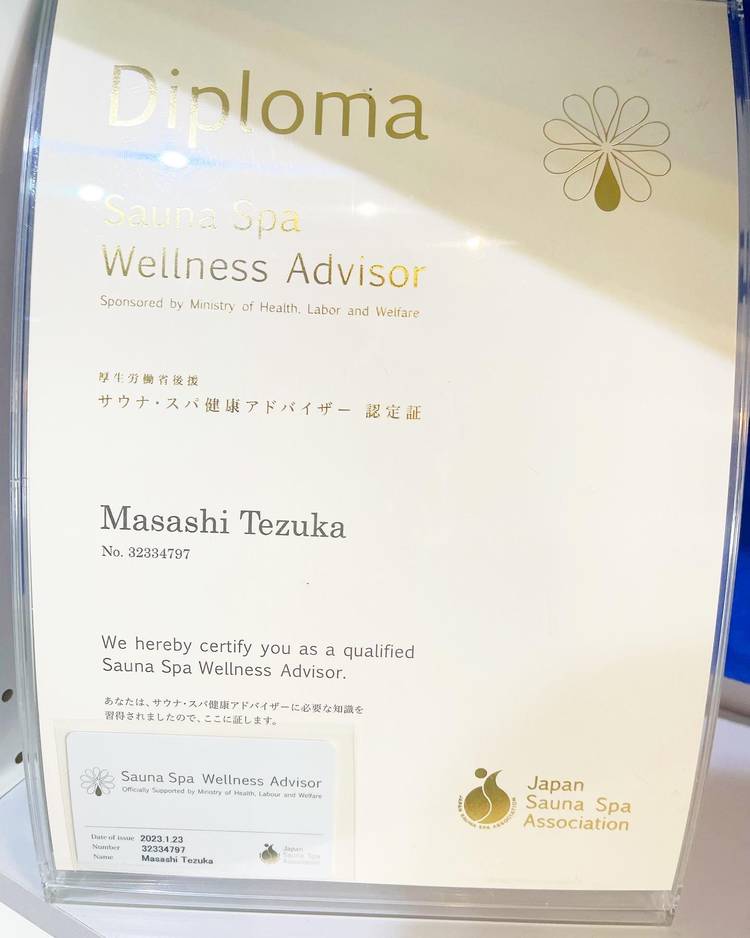 Diploma
Sauna Spa
Wellness Advisor
Sponsored by Ministry of Health, Labor and Welfare
厚生労働省後援
サウナ・スパ健康アドバイザー 認定証
Masashi Tezuka
No. 32334797
We hereby certify you as a qualified
Sauna Spa Wellness Advisor.
あなたは、サウナ・スパ健康アドバイザーに必要な知識を
習得されましたので、ここに証します。
Sauna Spa Wellness Advisor
Officially Supported by Ministry of Health, Labour and Welfare
Date of issue 2023.1.23
Number 32334797
Name Masashi Tezuka
Japan
Sauna Spa
Association
JAPAN SAUNA SPA ASSOCIATION
Japan
Sauna Spa
Association